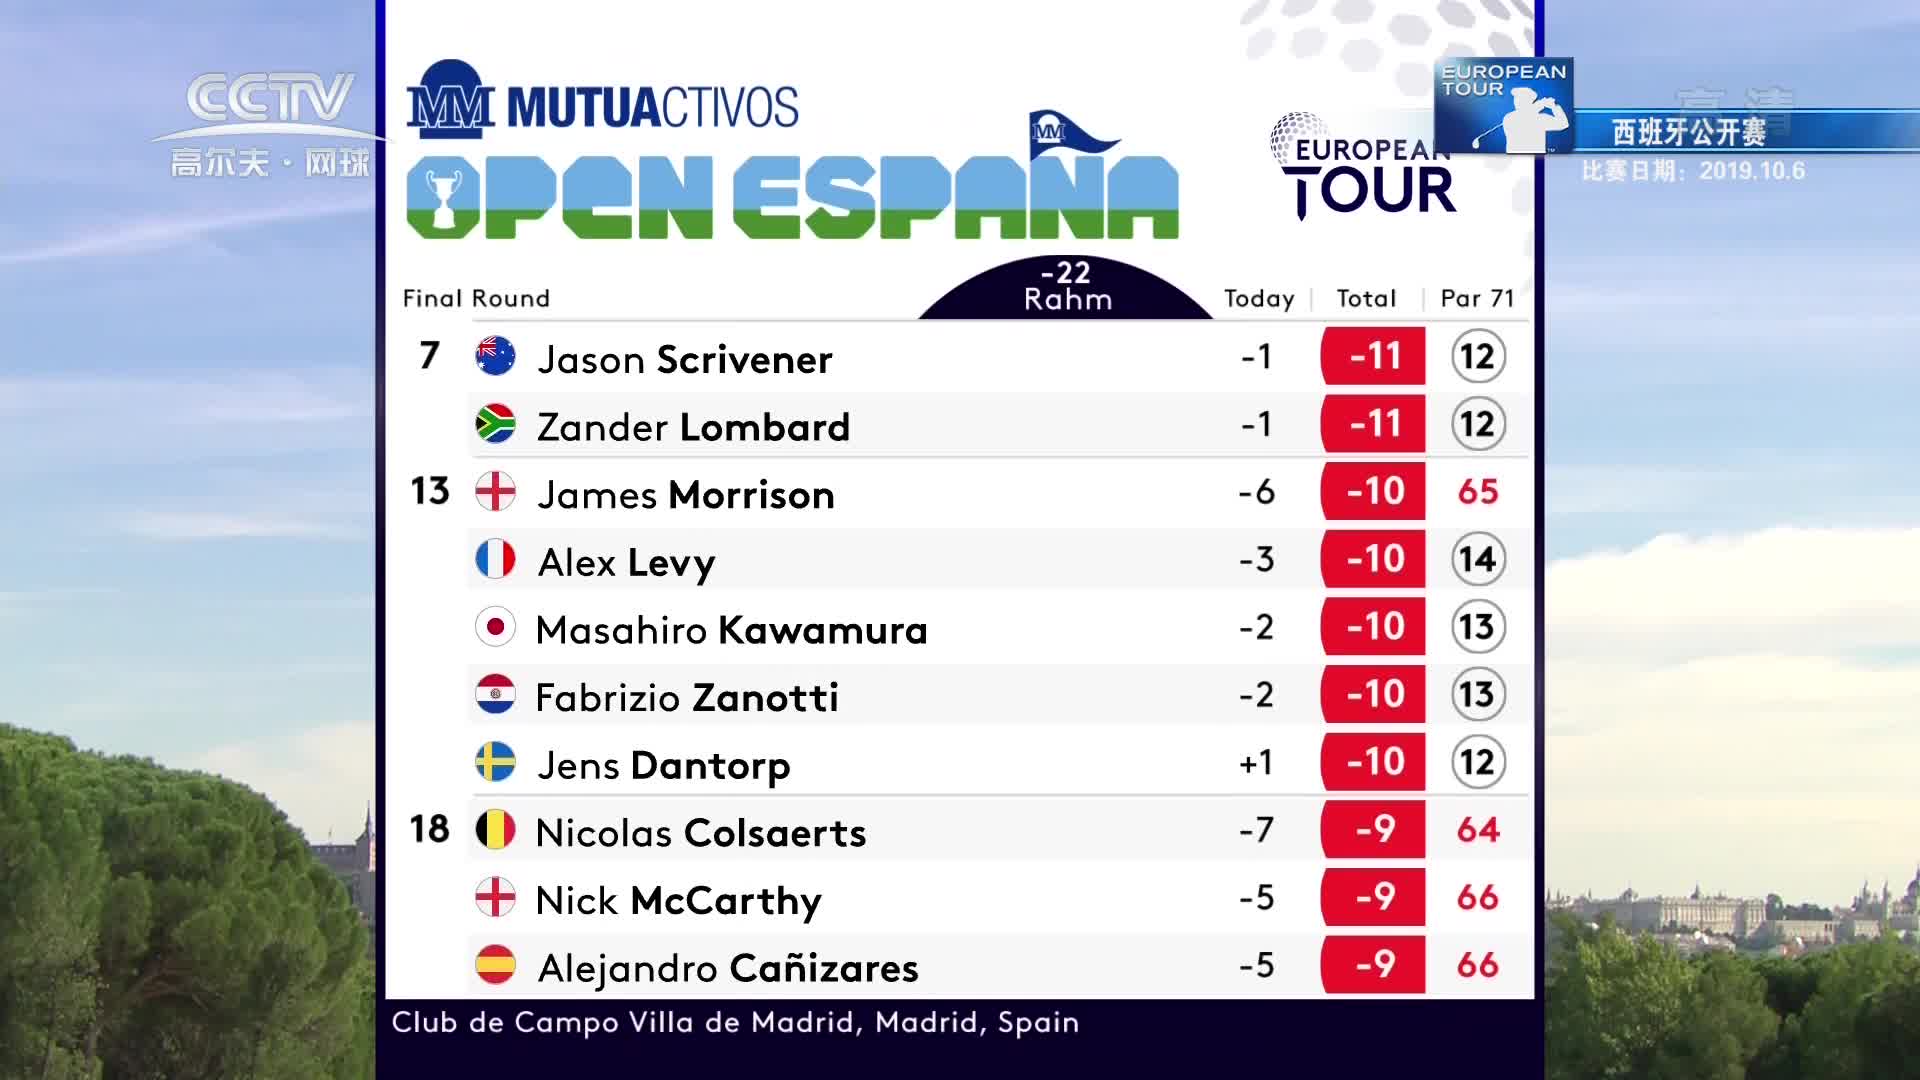 CCTV
高尔夫·网球
MM MUTUACTIVOS
MM
OPEN ESPAÑA
EUROPEAN
TOUR
EUROPEAN
TOUR
高清
西班牙公开赛
比赛日期：2019.10.6
-22
Rahm
Final Round Today Total Par 71
7 Jason Scrivener -1 -11 12
Zander Lombard -1 -11 12
13 James Morrison -6 -10 65
Alex Levy -3 -10 14
Masahiro Kawamura -2 -10 13
Fabrizio Zanotti -2 -10 13
Jens Dantorp +1 -10 12
18 Nicolas Colsaerts -7 -9 64
Nick McCarthy -5 -9 66
Alejandro Cañizares -5 -9 66
Club de Campo Villa de Madrid, Madrid, Spain